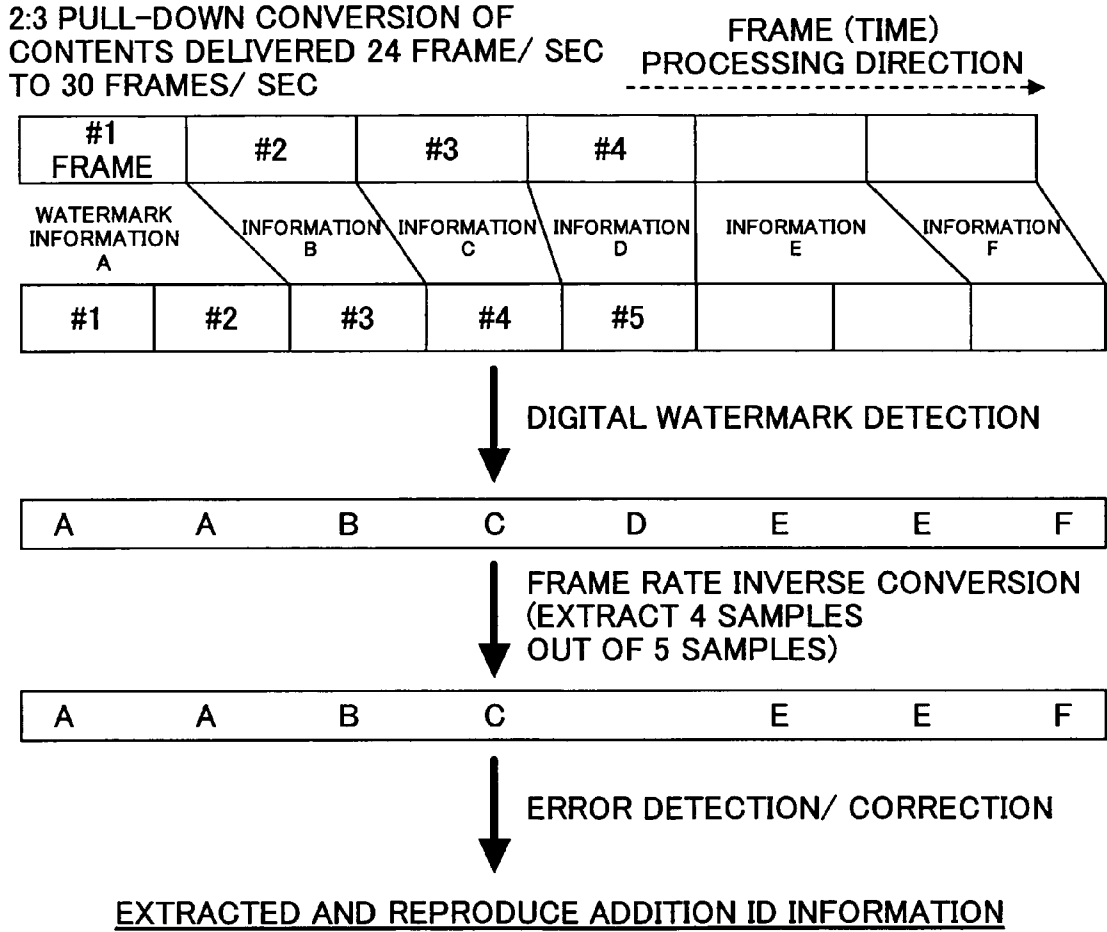 2:3 PULL-DOWN CONVERSION OF
CONTENTS DELIVERED 24 FRAME/ SEC
TO 30 FRAMES/ SEC
FRAME (TIME)
PROCESSING DIRECTION
#1
FRAME
#2
#3
#4
WATERMARK
INFORMATION
A
INFORMATION
B
INFORMATION
C
INFORMATION
D
INFORMATION
E
INFORMATION
F
#1
#2
#3
#4
#5
DIGITAL WATERMARK DETECTION
A A B C D E E F
FRAME RATE INVERSE CONVERSION
(EXTRACT 4 SAMPLES
OUT OF 5 SAMPLES)
A A B C E E F
ERROR DETECTION/ CORRECTION
EXTRACTED AND REPRODUCE ADDITION ID INFORMATION